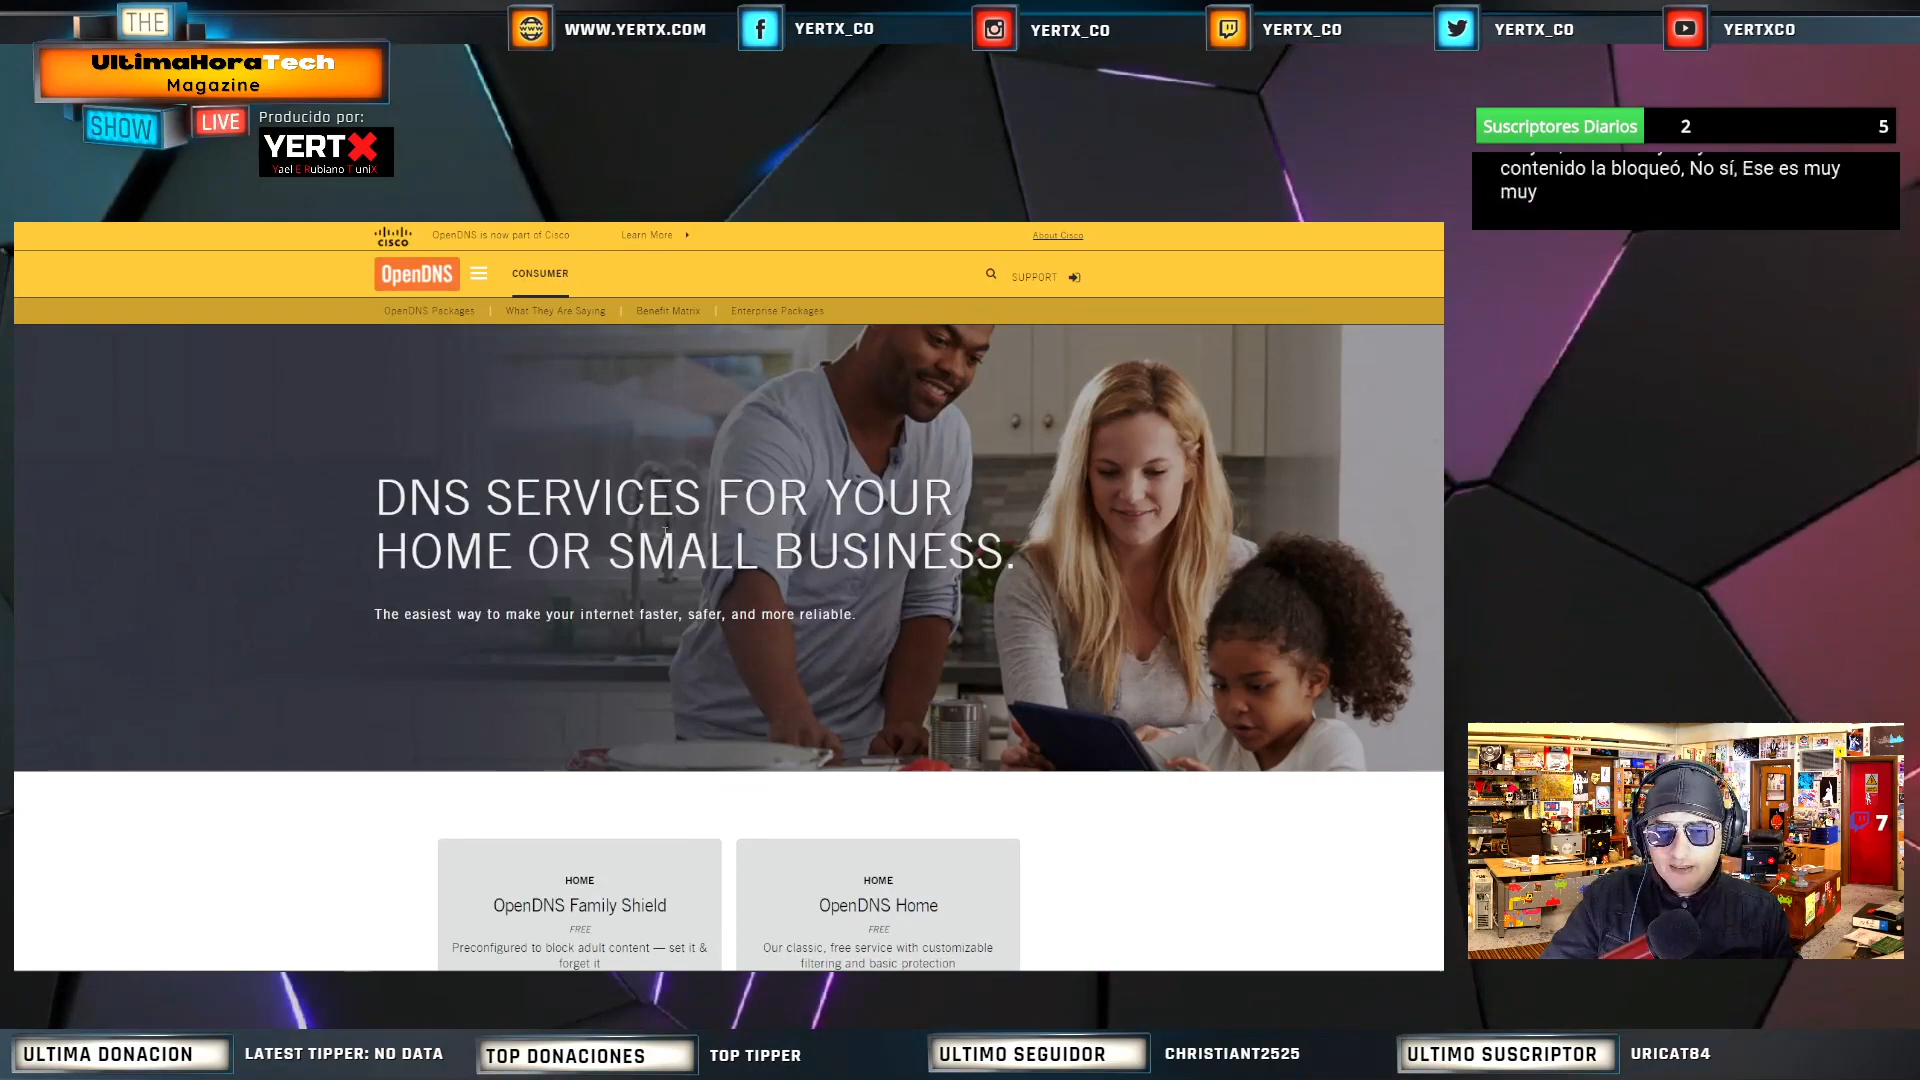 THE
UltimaHoraTech
Magazine
SHOW
LIVE
Producido por:
YERTX
Yael E Rubiano T uniX
WWW.YERTX.COM
YERTX_CO
YERTX_CO
YERTX_CO
YERTX_CO
YERTXCO
Suscriptores Diarios 2 5
contenido la bloqueó, No sí, Ese es muy
muy
CISCO
OpenDNS is now part of Cisco
Learn More
About Cisco
OpenDNS
CONSUMER
SUPPORT
OpenDNS Packages | What They Are Saying | Benefit Matrix | Enterprise Packages
DNS SERVICES FOR YOUR
HOME OR SMALL BUSINESS.
The easiest way to make your internet faster, safer, and more reliable.
HOME
OpenDNS Family Shield
FREE
Preconfigured to block adult content — set it &
forget it
HOME
OpenDNS Home
FREE
Our classic, free service with customizable
filtering and basic protection
7
ULTIMA DONACION
LATEST TIPPER: NO DATA
TOP DONACIONES
TOP TIPPER
ULTIMO SEGUIDOR
CHRISTIANT2525
ULTIMO SUSCRIPTOR
URICAT84